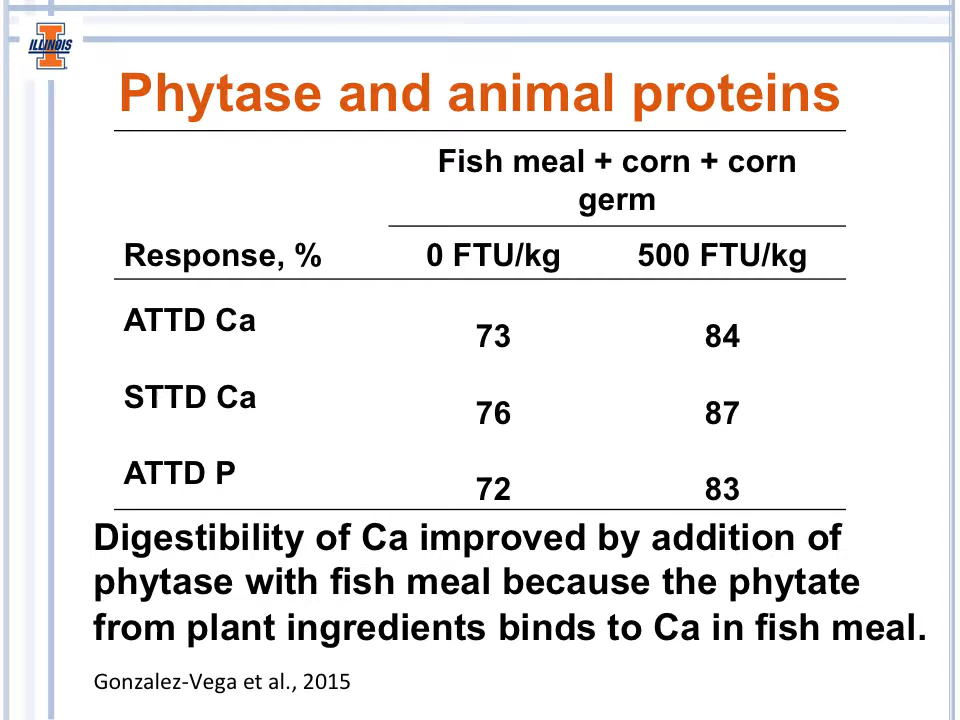 ILLINOIS
Phytase and animal proteins
Fish meal + corn + corn
germ
Response, % 0 FTU/kg 500 FTU/kg
ATTD Ca 73 84
STTD Ca 76 87
ATTD P 72 83
Digestibility of Ca improved by addition of
phytase with fish meal because the phytate
from plant ingredients binds to Ca in fish meal.
Gonzalez-Vega et al., 2015